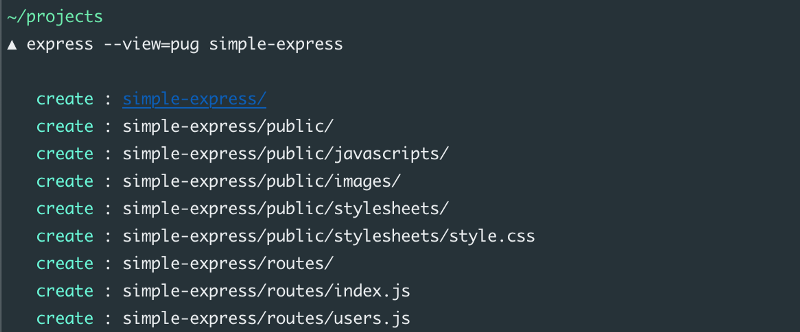 ~/projects
▲ express --view=pug simple-express
create : simple-express/
create : simple-express/public/
create : simple-express/public/javascripts/
create : simple-express/public/images/
create : simple-express/public/stylesheets/
create : simple-express/public/stylesheets/style.css
create : simple-express/routes/
create : simple-express/routes/index.js
create : simple-express/routes/users.js